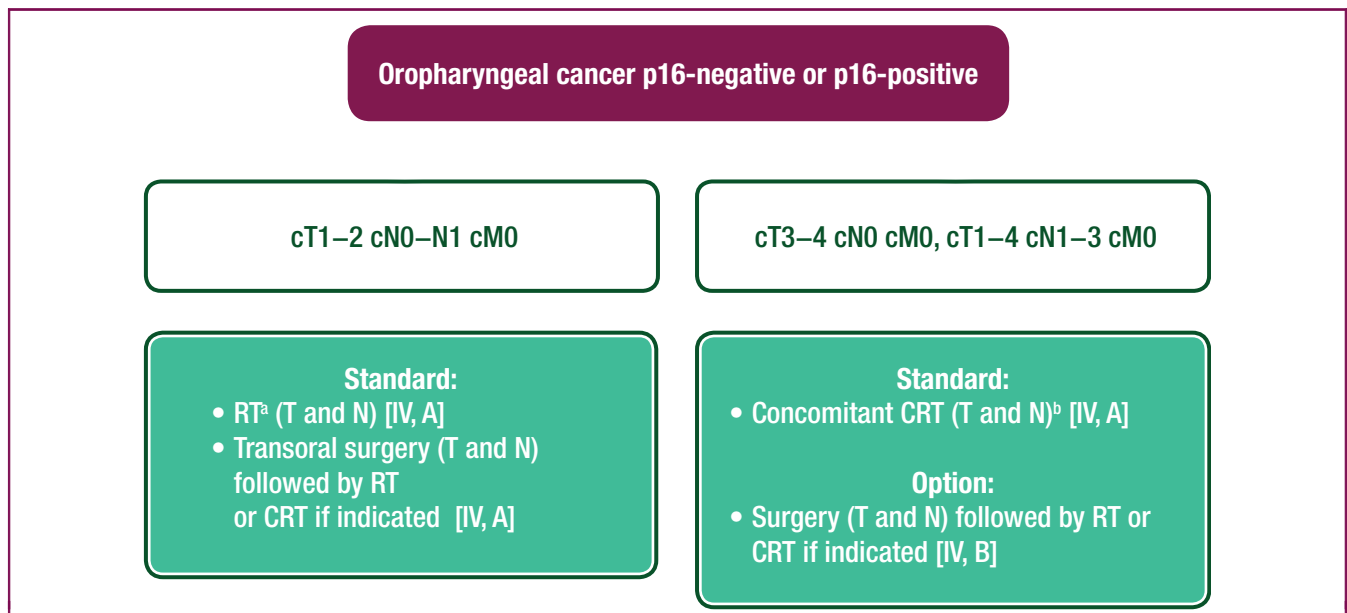 Oropharyngeal cancer p16-negative or p16-positive
cT1–2 cN0–N1 cM0
cT3–4 cN0 cM0, cT1–4 cN1–3 cM0
Standard:
• RTᵃ (T and N) [IV, A]
• Transoral surgery (T and N)
followed by RT
or CRT if indicated [IV, A]
Standard:
• Concomitant CRT (T and N)ᵇ [IV, A]
Option:
• Surgery (T and N) followed by RT or
CRT if indicated [IV, B]